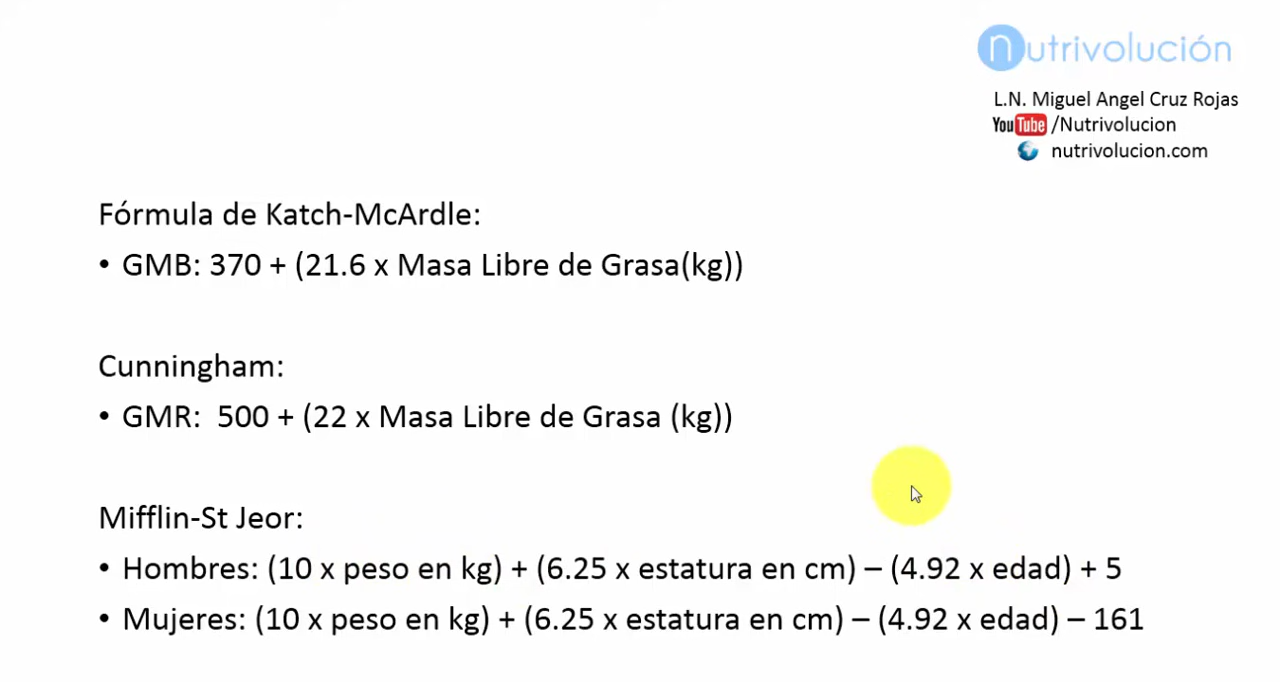 nutrivolución
L.N. Miguel Angel Cruz Rojas
YouTube /Nutrivolucion
nutrivolucion.com
Fórmula de Katch-McArdle:
• GMB: 370 + (21.6 x Masa Libre de Grasa(kg))
Cunningham:
• GMR: 500 + (22 x Masa Libre de Grasa (kg))
Mifflin-St Jeor:
• Hombres: (10 x peso en kg) + (6.25 x estatura en cm) – (4.92 x edad) + 5
• Mujeres: (10 x peso en kg) + (6.25 x estatura en cm) – (4.92 x edad) – 161